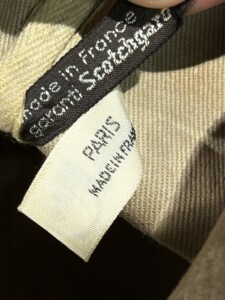 made in France
garanti Scotchgard
PARIS
MADE IN FRAN